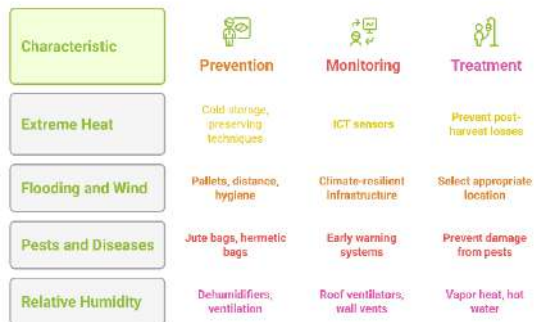 Characteristic
Prevention
Monitoring
Treatment
Extreme Heat
Cold storage,
preserving
techniques
ICT sensors
Prevent post-
harvest losses
Flooding and Wind
Pallets, distance,
hygiene
Climate-resilient
infrastructure
Select appropriate
location
Pests and Diseases
Jute bags, hermetic
bags
Early warning
systems
Prevent damage
from pests
Relative Humidity
Dehumidifiers,
ventilation
Roof ventilators,
wall vents
Vapor heat, hot
water